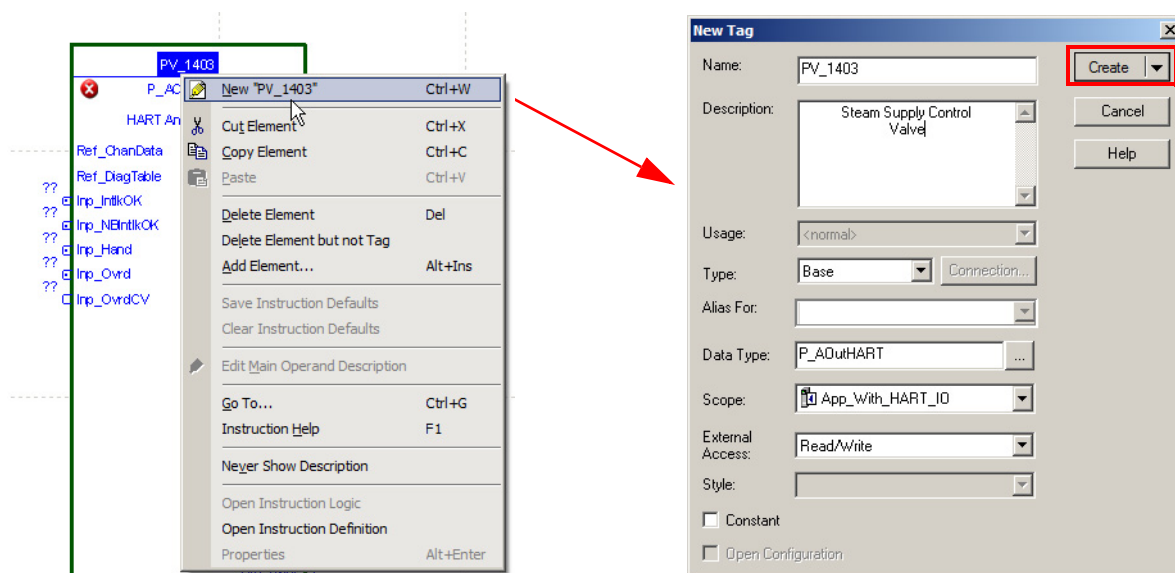 PV_1403
P_AO
HART An
Ref_ChanData
Ref_DiagTable
?? Inp_IntlkOK
?? Inp_NBIntlkOK
?? Inp_Hand
?? Inp_Ovrd
?? Inp_OvrdCV
New "PV_1403" Ctrl+W
Cut Element Ctrl+X
Copy Element Ctrl+C
Paste Ctrl+V
Delete Element Del
Delete Element but not Tag
Add Element... Alt+Ins
Save Instruction Defaults
Clear Instruction Defaults
Edit Main Operand Description
Go To... Ctrl+G
Instruction Help F1
Never Show Description
Open Instruction Logic
Open Instruction Definition
Properties Alt+Enter
New Tag
Name: PV_1403 Create
Description: Steam Supply Control Cancel
Valve
Help
Usage: <normal>
Type: Base Connection...
Alias For:
Data Type: P_AOutHART ...
Scope: App_With_HART_IO
External
Access: Read/Write
Style:
Constant
Open Configuration